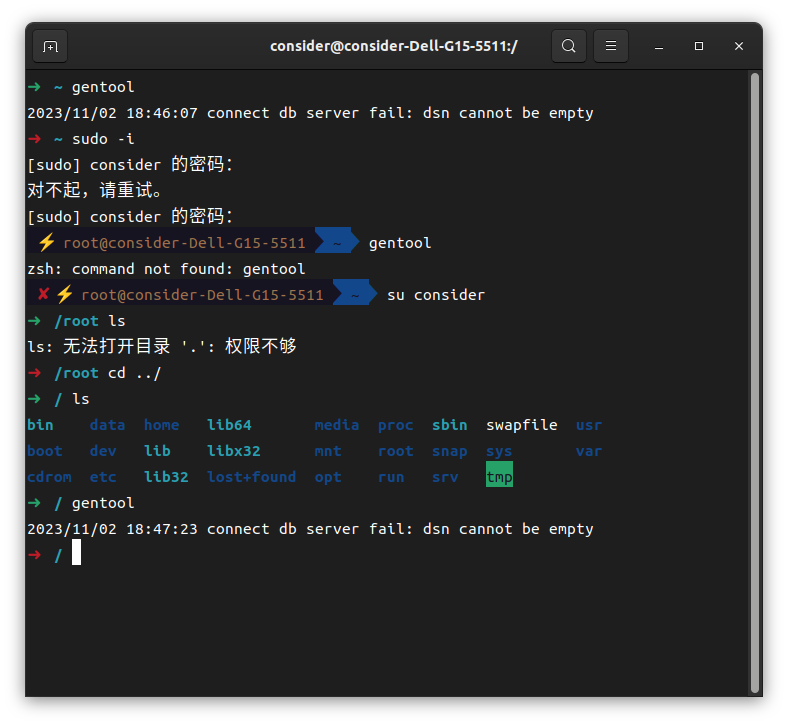 consider@consider-Dell-G15-5511:/
➜ ~ gentool
2023/11/02 18:46:07 connect db server fail: dsn cannot be empty
➜ ~ sudo -i
[sudo] consider 的密码：
对不起，请重试。
[sudo] consider 的密码：
⚡ root@consider-Dell-G15-5511 ~ gentool
zsh: command not found: gentool
✘ ⚡ root@consider-Dell-G15-5511 ~ su consider
➜ /root ls
ls: 无法打开目录 '.': 权限不够
➜ /root cd ../
➜ / ls
bin data home lib64 media proc sbin swapfile usr
boot dev lib libx32 mnt root snap sys var
cdrom etc lib32 lost+found opt run srv tmp
➜ / gentool
2023/11/02 18:47:23 connect db server fail: dsn cannot be empty
➜ /